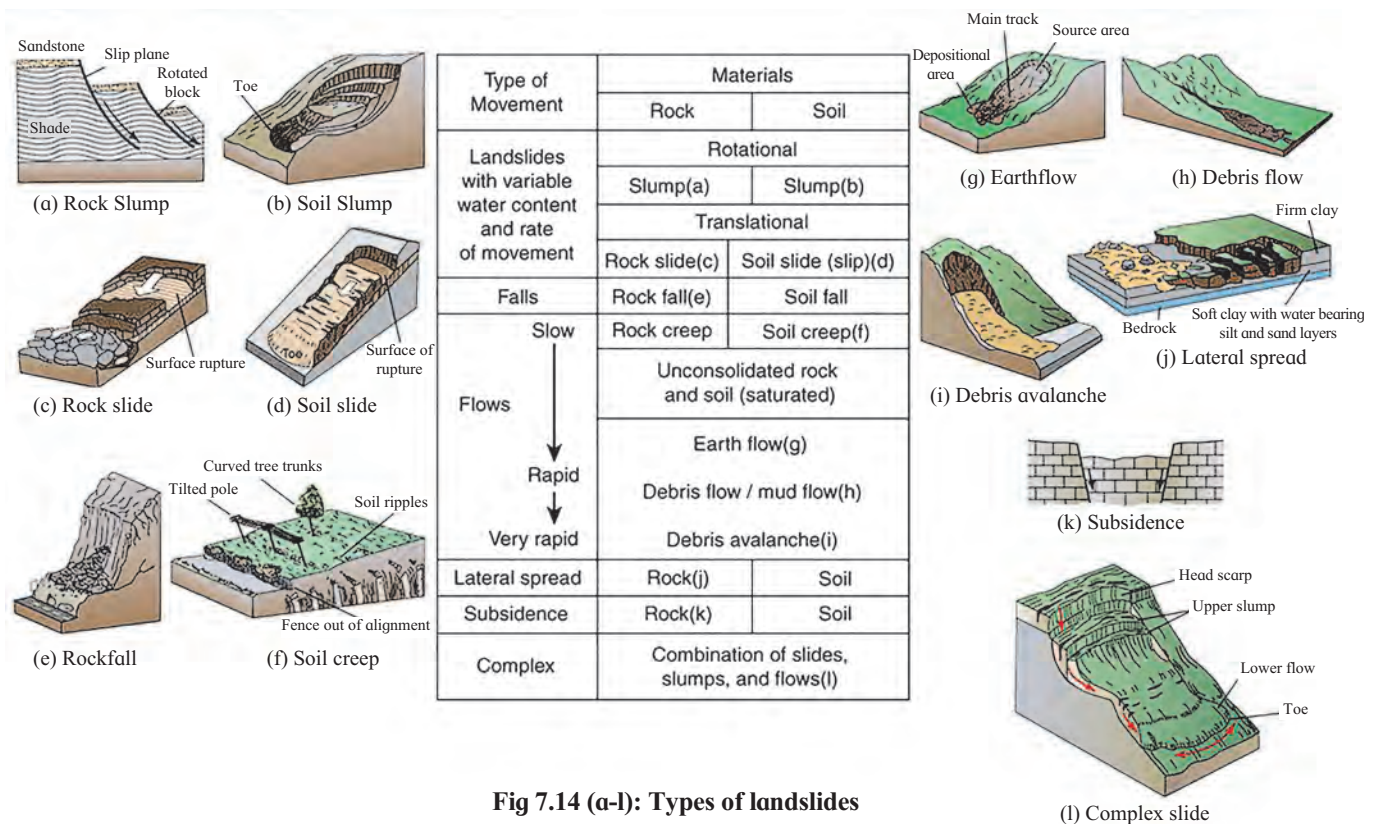 Sandstone
Slip plane
Rotated
block
Shade
(a) Rock Slump
Toe
(b) Soil Slump
Surface rupture
(c) Rock slide
Toe
Surface of
rupture
(d) Soil slide
(e) Rockfall
Curved tree trunks
Tilted pole
Soil ripples
Fence out of alignment
(f) Soil creep
Type of
Movement
Materials
Rock
Soil
Landslides
with variable
water content
and rate
of movement
Rotational
Slump(a)
Slump(b)
Translational
Rock slide(c)
Soil slide (slip)(d)
Falls
Rock fall(e)
Soil fall
Flows
Slow
Rapid
Very rapid
Rock creep
Soil creep(f)
Unconsolidated rock
and soil (saturated)
Earth flow(g)
Debris flow / mud flow(h)
Debris avalanche(i)
Lateral spread
Rock(j)
Soil
Subsidence
Rock(k)
Soil
Complex
Combination of slides,
slumps, and flows(l)
Main track
Source area
Depositional
area
(g) Earthflow
(h) Debris flow
(i) Debris avalanche
Firm clay
Soft clay with water bearing
silt and sand layers
Bedrock
(j) Lateral spread
(k) Subsidence
Head scarp
Upper slump
Lower flow
Toe
(l) Complex slide
Fig 7.14 (a-l): Types of landslides